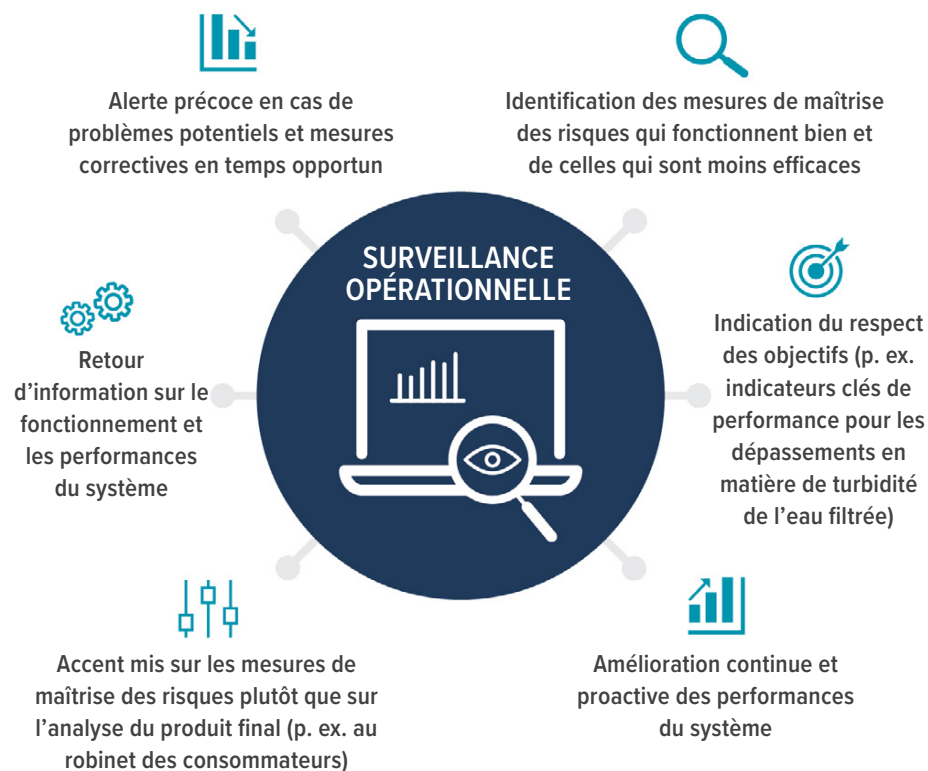 Alerte précoce en cas de
problèmes potentiels et mesures
correctives en temps opportun
Identification des mesures de maîtrise
des risques qui fonctionnent bien et
de celles qui sont moins efficaces
SURVEILLANCE
OPÉRATIONNELLE
Retour
d’information sur le
fonctionnement et
les performances
du système
Indication du respect
des objectifs (p. ex.
indicateurs clés de
performance pour les
dépassements en
matière de turbidité
de l’eau filtrée)
Accent mis sur les mesures de
maîtrise des risques plutôt que sur
l’analyse du produit final (p. ex. au
robinet des consommateurs)
Amélioration continue et
proactive des performances
du système